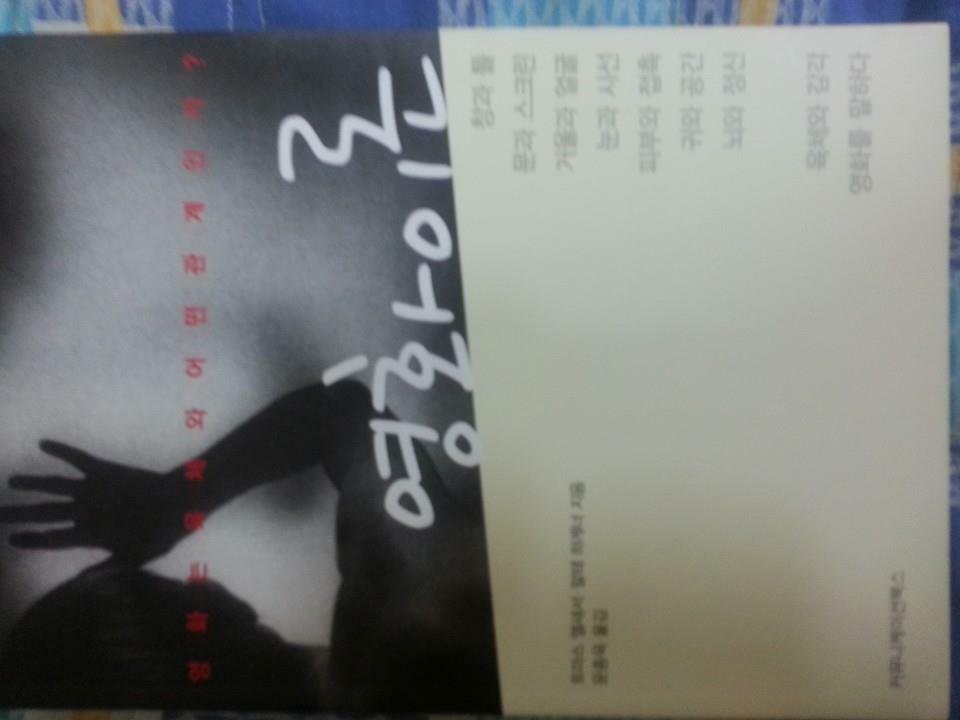 영화는 육체와 어떤 관계인가?
영화이론
창과 틀
문과 스크린
거울과 얼굴
눈과 시선
피부와 접촉
귀와 공간
뇌와 정신
육체와 감각
영화를 말하다
토마스 엘새서 말테 하게너 지음
윤종욱 옮김
커뮤니케이션북스